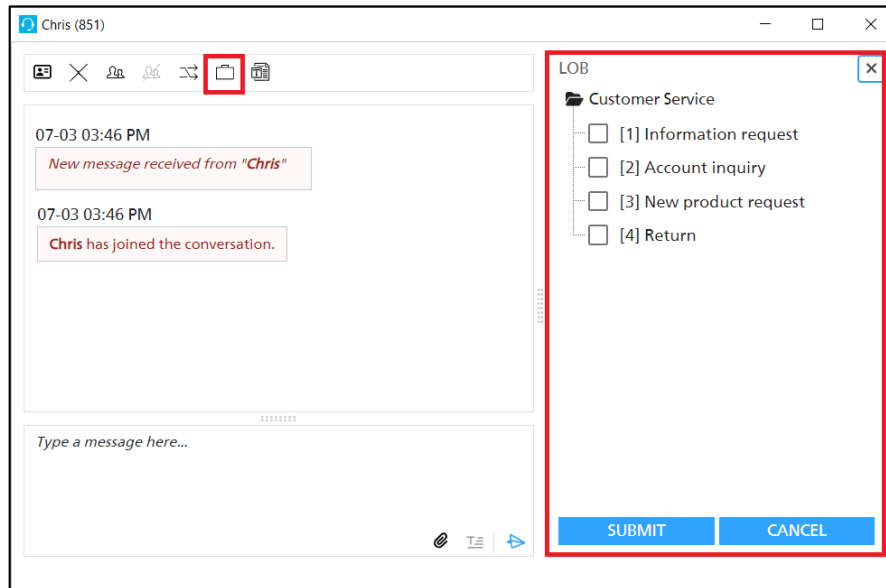 Chris (851)
07-03 03:46 PM
New message received from "Chris"
07-03 03:46 PM
Chris has joined the conversation.
Type a message here...
LOB
Customer Service
[1] Information request
[2] Account inquiry
[3] New product request
[4] Return
SUBMIT
CANCEL